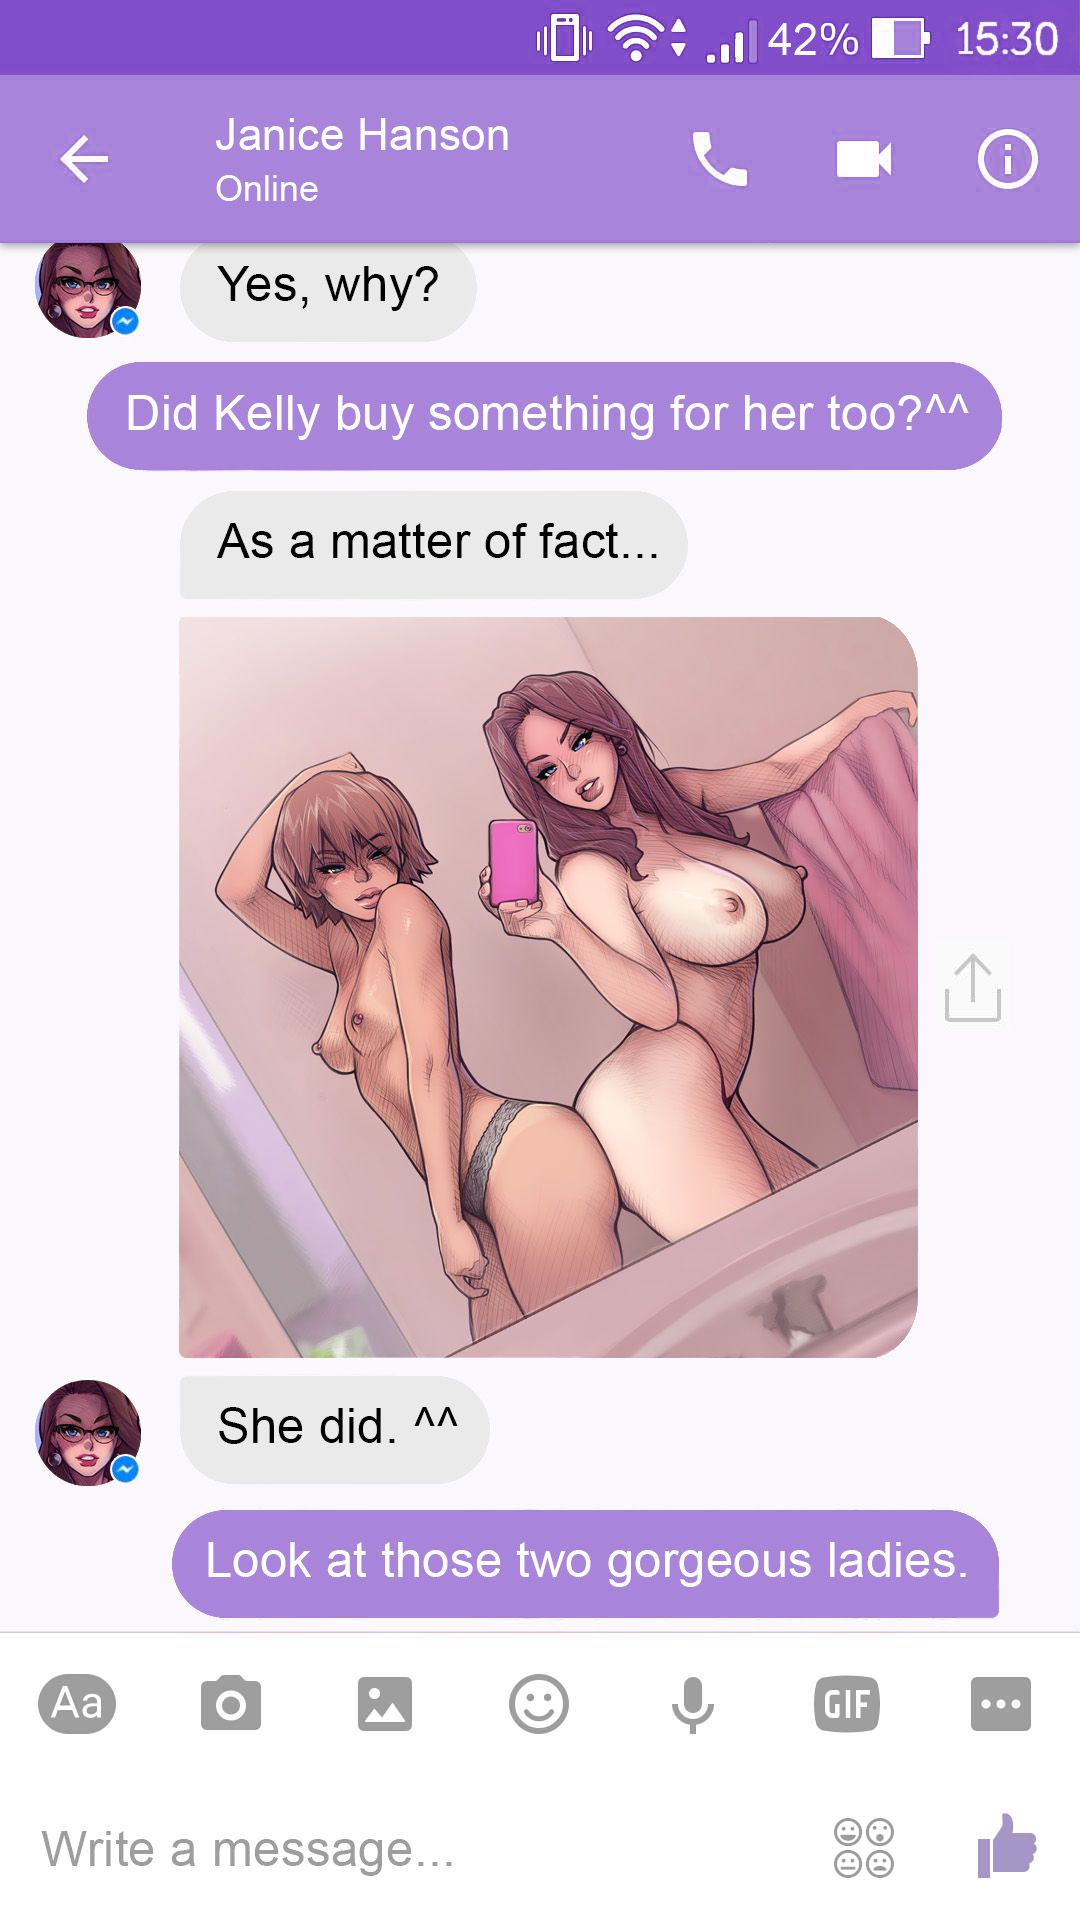 42% 15:30
Janice Hanson
Online
Yes, why?
Did Kelly buy something for her too?^^
As a matter of fact...
She did. ^^
Look at those two gorgeous ladies.
Aa GIF
Write a message...